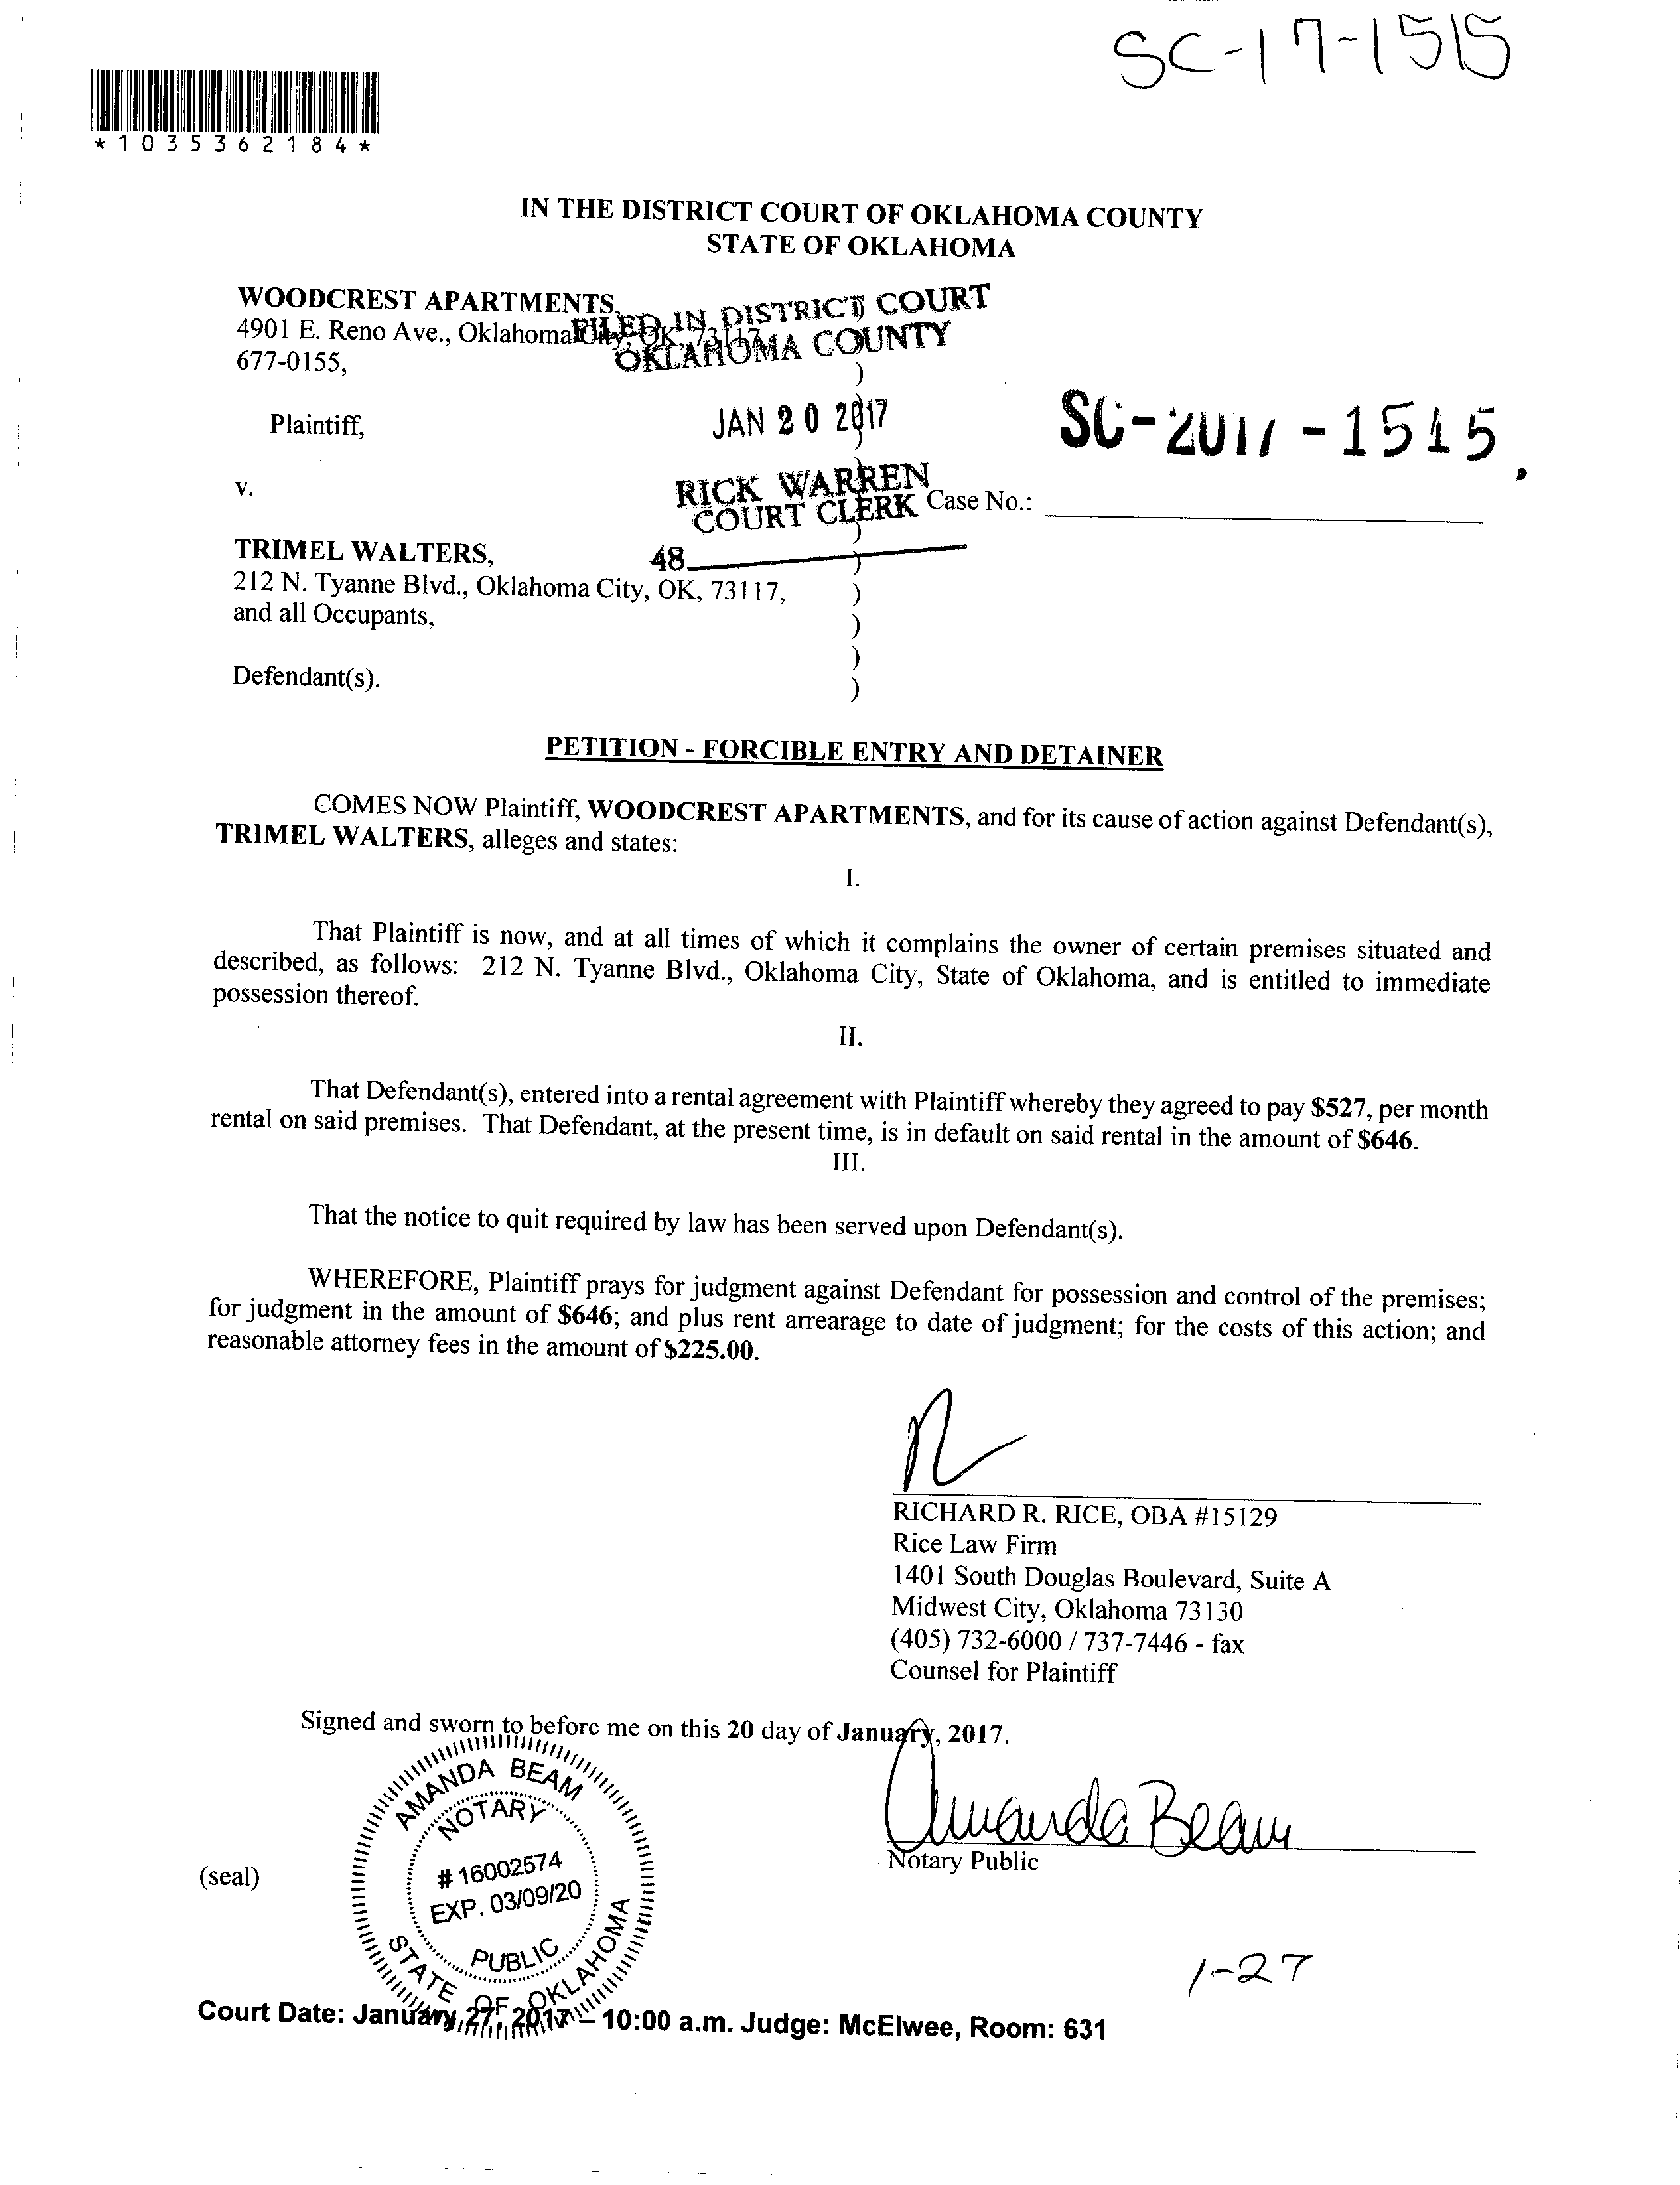 SC-17-1515
*1035362184*
IN THE DISTRICT COURT OF OKLAHOMA COUNTY
STATE OF OKLAHOMA
WOODCREST APARTMENTS,
4901 E. Reno Ave., Oklahoma City, OK, 73117
677-0155,
FILED IN DISTRICT COURT
OKLAHOMA COUNTY
)
Plaintiff,
JAN 20 2017
)
SC-2017-1515
v.
RICK WARREN
COURT CLERK
)
Case No.:
)
48
TRIMEL WALTERS,
)
212 N. Tyanne Blvd., Oklahoma City, OK, 73117,
)
and all Occupants,
)
)
Defendant(s).
)
PETITION - FORCIBLE ENTRY AND DETAINER
COMES NOW Plaintiff, WOODCREST APARTMENTS, and for its cause of action against Defendant(s),
TRIMEL WALTERS, alleges and states:
I.
That Plaintiff is now, and at all times of which it complains the owner of certain premises situated and
described, as follows: 212 N. Tyanne Blvd., Oklahoma City, State of Oklahoma, and is entitled to immediate
possession thereof.
II.
That Defendant(s), entered into a rental agreement with Plaintiff whereby they agreed to pay $527, per month
rental on said premises. That Defendant, at the present time, is in default on said rental in the amount of $646.
III.
That the notice to quit required by law has been served upon Defendant(s).
WHEREFORE, Plaintiff prays for judgment against Defendant for possession and control of the premises;
for judgment in the amount of $646; and plus rent arrearage to date of judgment; for the costs of this action; and
reasonable attorney fees in the amount of $225.00.
RICHARD R. RICE, OBA #15129
Rice Law Firm
1401 South Douglas Boulevard, Suite A
Midwest City, Oklahoma 73130
(405) 732-6000 / 737-7446 - fax
Counsel for Plaintiff
Signed and sworn to before me on this 20 day of January, 2017.
AMANDA BEAM
NOTARY
# 16002574
EXP. 03/09/20
PUBLIC
STATE OF OKLAHOMA
Amanda Beam
Notary Public
(seal)
1-27
Court Date: January 27, 2017 – 10:00 a.m. Judge: McElwee, Room: 631